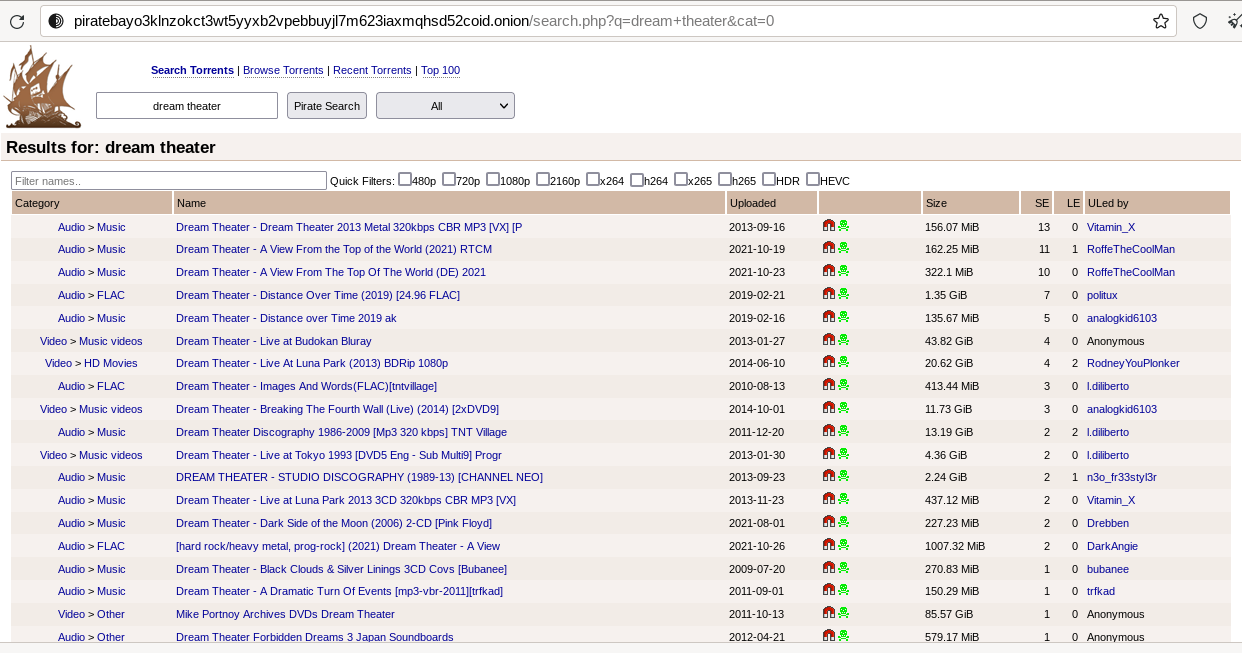 piratebayo3klnzokct3wt5yyxb2vpebbuyjl7m623iaxmqhsd52coid.onion/search.php?q=dream+theater&cat=0
Search Torrents | Browse Torrents | Recent Torrents | Top 100
dream theater Pirate Search All
Results for: dream theater
Filter names.. Quick Filters: 480p 720p 1080p 2160p x264 h264 x265 h265 HDR HEVC
Category Name Uploaded Size SE LE ULed by
Audio > Music Dream Theater - Dream Theater 2013 Metal 320kbps CBR MP3 [VX] [P 2013-09-16 156.07 MiB 13 0 Vitamin_X
Audio > Music Dream Theater - A View From the Top of the World (2021) RTCM 2021-10-19 162.25 MiB 11 1 RoffeTheCoolMan
Audio > Music Dream Theater - A View From The Top Of The World (DE) 2021 2021-10-23 322.1 MiB 10 0 RoffeTheCoolMan
Audio > FLAC Dream Theater - Distance Over Time (2019) [24.96 FLAC] 2019-02-21 1.35 GiB 7 0 politux
Audio > Music Dream Theater - Distance over Time 2019 ak 2019-02-16 135.67 MiB 5 0 analogkid6103
Video > Music videos Dream Theater - Live at Budokan Bluray 2013-01-27 43.82 GiB 4 0 Anonymous
Video > HD Movies Dream Theater - Live At Luna Park (2013) BDRip 1080p 2014-06-10 20.62 GiB 4 2 RodneyYouPlonker
Audio > FLAC Dream Theater - Images And Words(FLAC)[tntvillage] 2010-08-13 413.44 MiB 3 0 l.diliberto
Video > Music videos Dream Theater - Breaking The Fourth Wall (Live) (2014) [2xDVD9] 2014-10-01 11.73 GiB 3 0 analogkid6103
Audio > Music Dream Theater Discography 1986-2009 [Mp3 320 kbps] TNT Village 2011-12-20 13.19 GiB 2 2 l.diliberto
Video > Music videos Dream Theater - Live at Tokyo 1993 [DVD5 Eng - Sub Multi9] Progr 2013-01-30 4.36 GiB 2 0 l.diliberto
Audio > Music DREAM THEATER - STUDIO DISCOGRAPHY (1989-13) [CHANNEL NEO] 2013-09-23 2.24 GiB 2 1 n3o_fr33styl3r
Audio > Music Dream Theater - Live at Luna Park 2013 3CD 320kbps CBR MP3 [VX] 2013-11-23 437.12 MiB 2 0 Vitamin_X
Audio > Music Dream Theater - Dark Side of the Moon (2006) 2-CD [Pink Floyd] 2021-08-01 227.23 MiB 2 0 Drebben
Audio > FLAC [hard rock/heavy metal, prog-rock] (2021) Dream Theater - A View 2021-10-26 1007.32 MiB 2 0 DarkAngie
Audio > Music Dream Theater - Black Clouds & Silver Linings 3CD Covs [Bubanee] 2009-07-20 270.83 MiB 1 0 bubanee
Audio > Music Dream Theater - A Dramatic Turn Of Events [mp3-vbr-2011][trfkad] 2011-09-01 150.29 MiB 1 0 trfkad
Video > Other Mike Portnoy Archives DVDs Dream Theater 2011-10-13 85.57 GiB 1 0 Anonymous
Audio > Other Dream Theater Forbidden Dreams 3 Japan Soundboards 2012-04-21 579.17 MiB 1 0 Anonymous